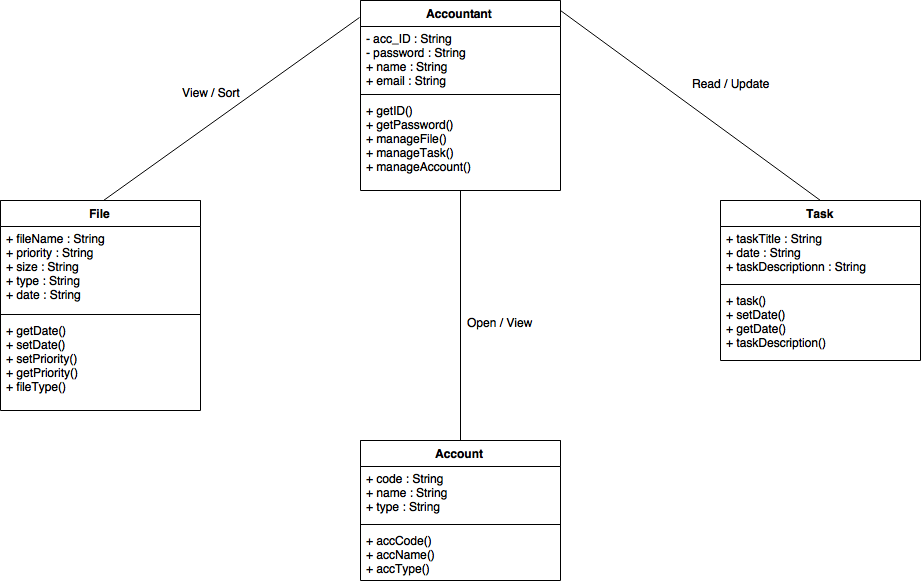 Accountant
- acc_ID : String
- password : String
+ name : String
+ email : String
+ getID()
+ getPassword()
+ manageFile()
+ manageTask()
+ manageAccount()
View / Sort
Read / Update
File
+ fileName : String
+ priority : String
+ size : String
+ type : String
+ date : String
+ getDate()
+ setDate()
+ setPriority()
+ getPriority()
+ fileType()
Task
+ taskTitle : String
+ date : String
+ taskDescriptionn : String
+ task()
+ setDate()
+ getDate()
+ taskDescription()
Open / View
Account
+ code : String
+ name : String
+ type : String
+ accCode()
+ accName()
+ accType()